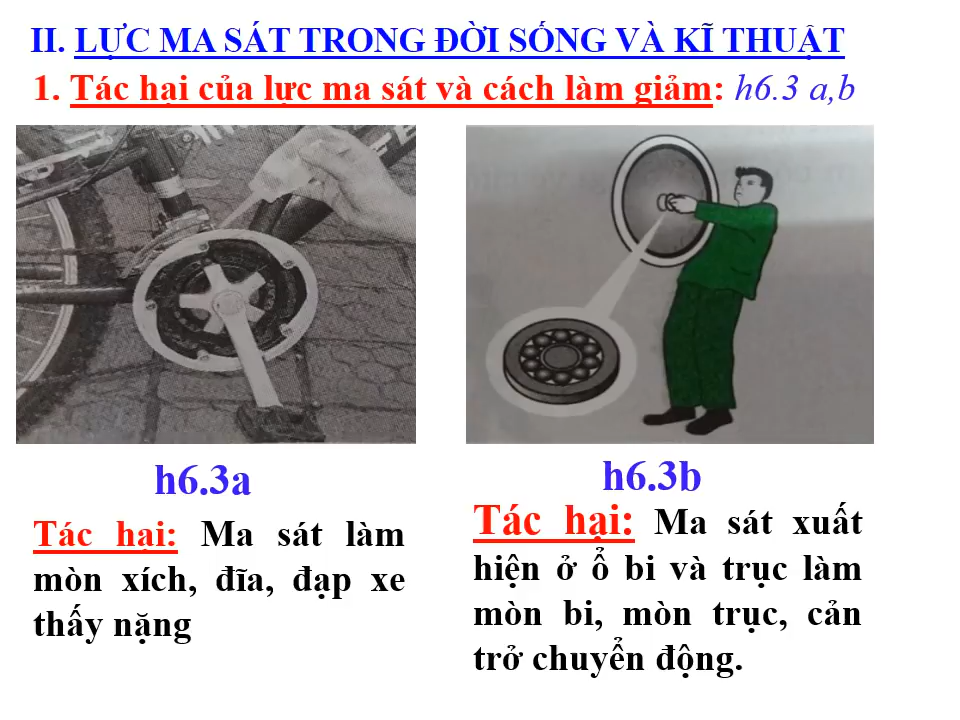 II. LỰC MA SÁT TRONG ĐỜI SỐNG VÀ KĨ THUẬT
1. Tác hại của lực ma sát và cách làm giảm: h6.3 a,b
h6.3a
Tác hại: Ma sát làm
mòn xích, đĩa, đạp xe
thấy nặng
h6.3b
Tác hại: Ma sát xuất
hiện ở ổ bi và trục làm
mòn bi, mòn trục, cản
trở chuyển động.